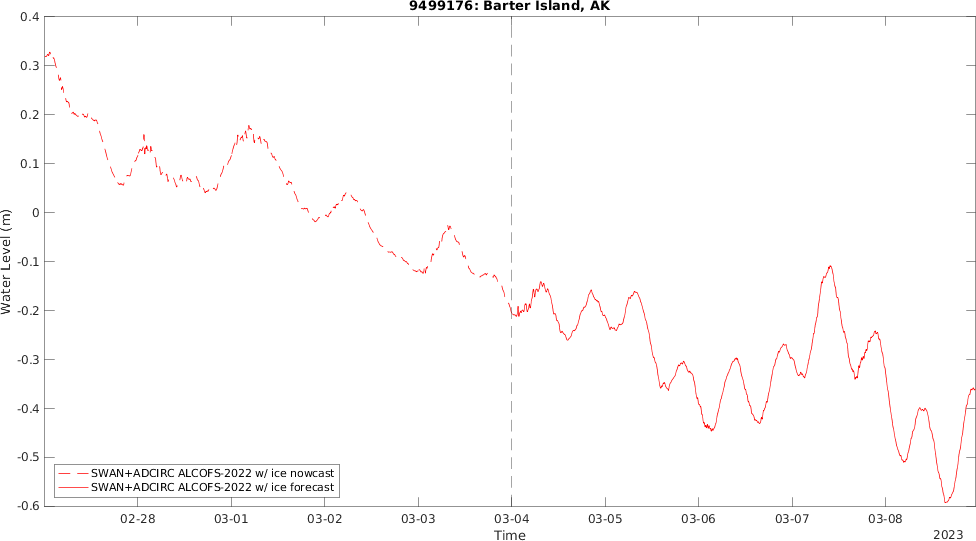 9499176: Barter Island, AK
Water Level (m)
0.4
0.3
0.2
0.1
0
-0.1
-0.2
-0.3
-0.4
-0.5
-0.6
SWAN+ADCIRC ALCOFS-2022 w/ ice nowcast
SWAN+ADCIRC ALCOFS-2022 w/ ice forecast
02-28 03-01 03-02 03-03 03-04 03-05 03-06 03-07 03-08
Time
2023